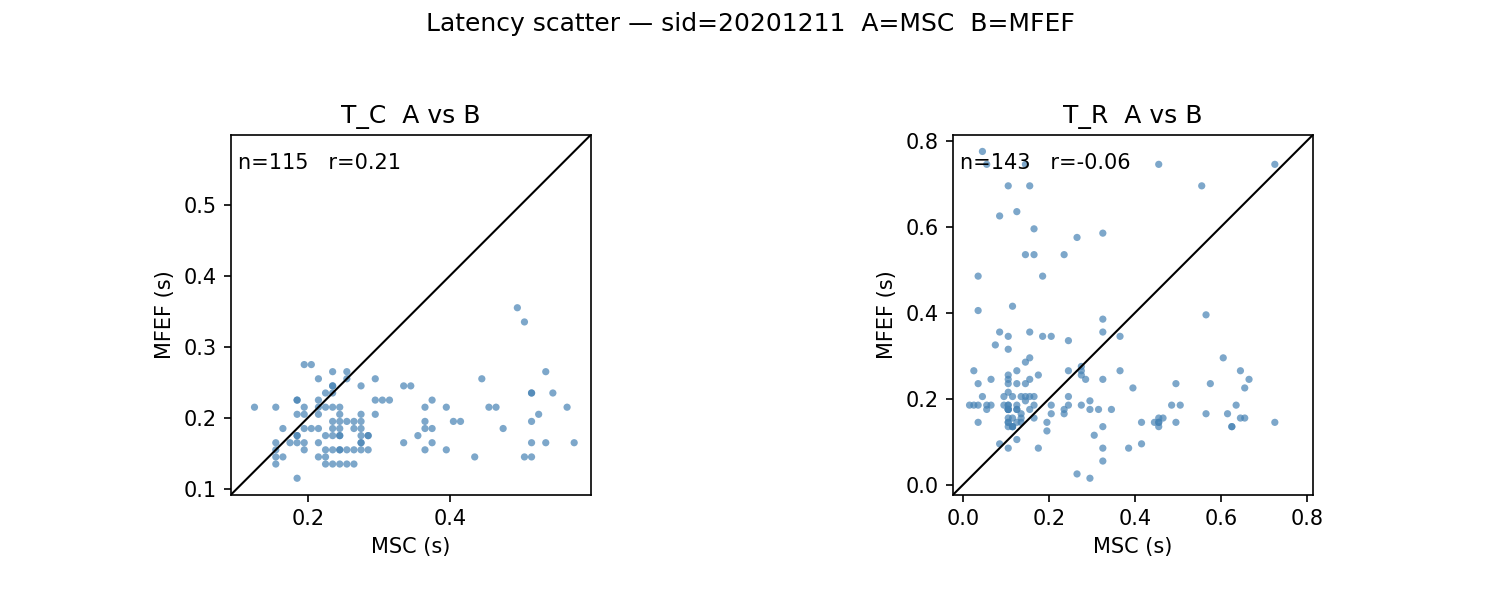 Latency scatter — sid=20201211  A=MSC  B=MFEF
T_C  A vs B
n=115   r=0.21
0.5
0.4
0.3
0.2
0.1
MFEF (s)
0.2 0.4
MSC (s)
T_R  A vs B
n=143   r=-0.06
0.8
0.6
0.4
0.2
0.0
MFEF (s)
0.0 0.2 0.4 0.6 0.8
MSC (s)